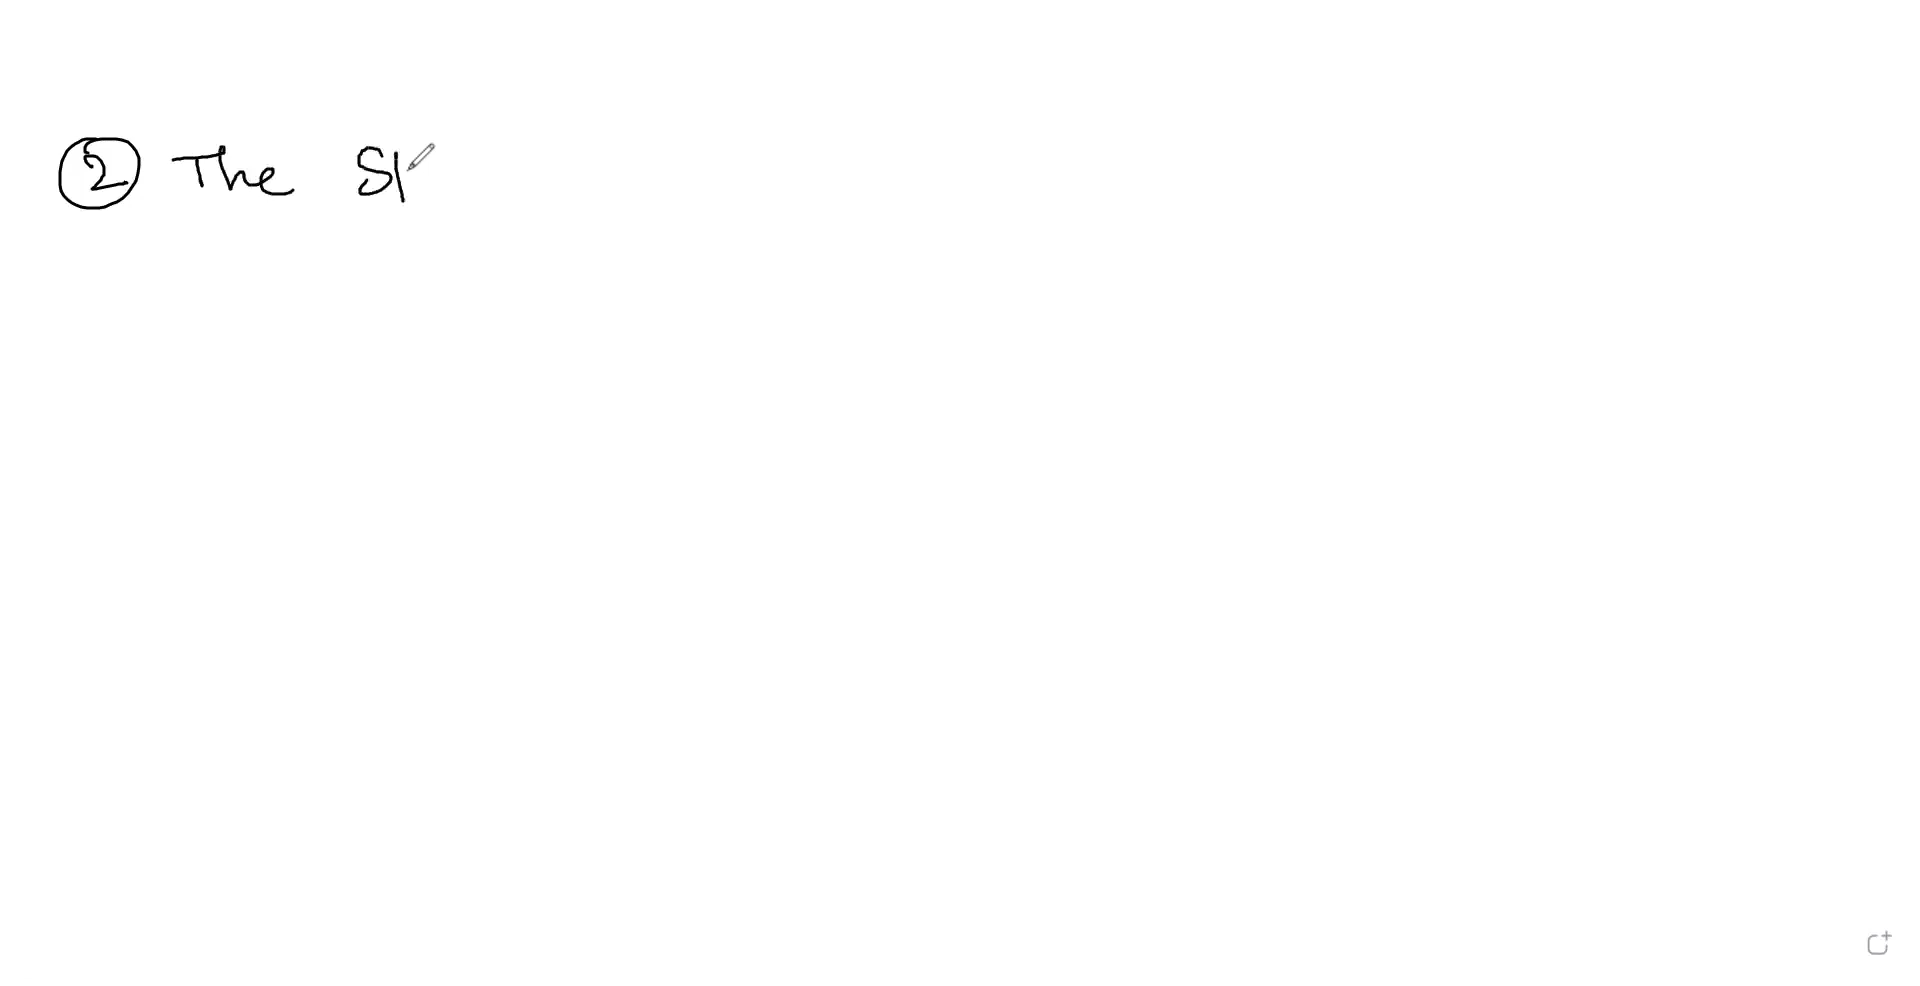 ② The S